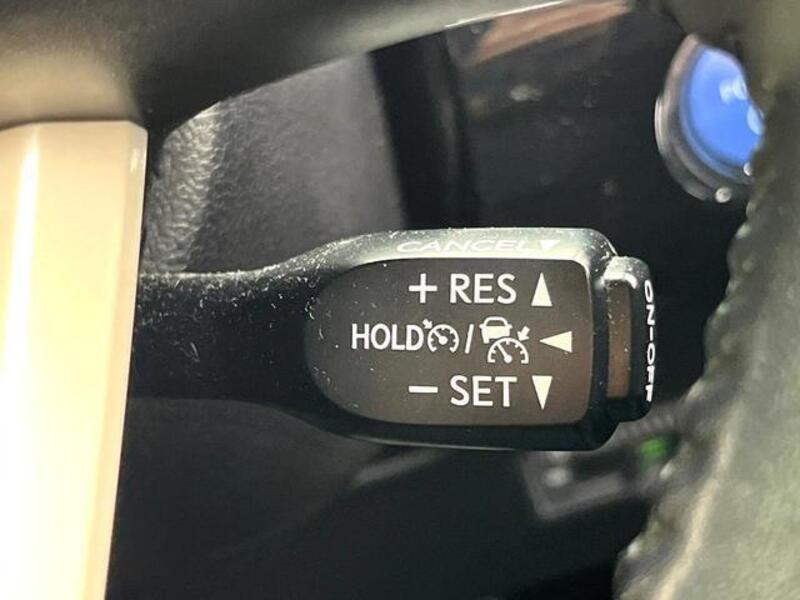 CANCEL ▼
+ RES ▲
HOLD / ◀
− SET ▼
ON-OFF